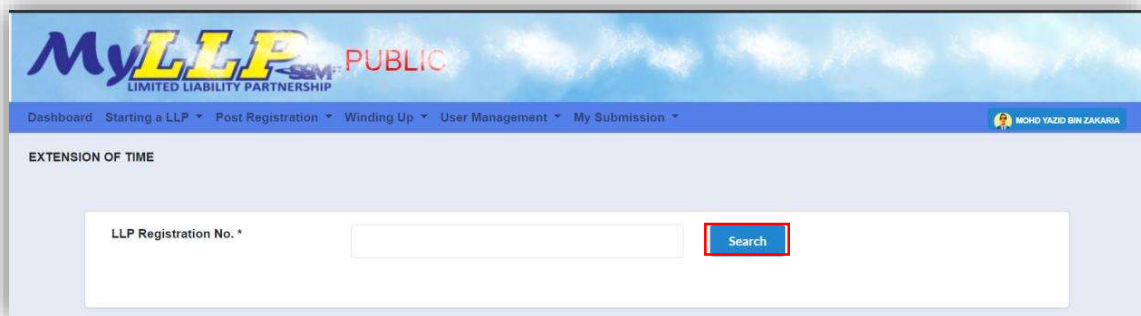 MyLLP SSM PUBLIC
LIMITED LIABILITY PARTNERSHIP
Dashboard Starting a LLP Post Registration Winding Up User Management My Submission MOHD YAZID BIN ZAKARIA
EXTENSION OF TIME
LLP Registration No. * Search